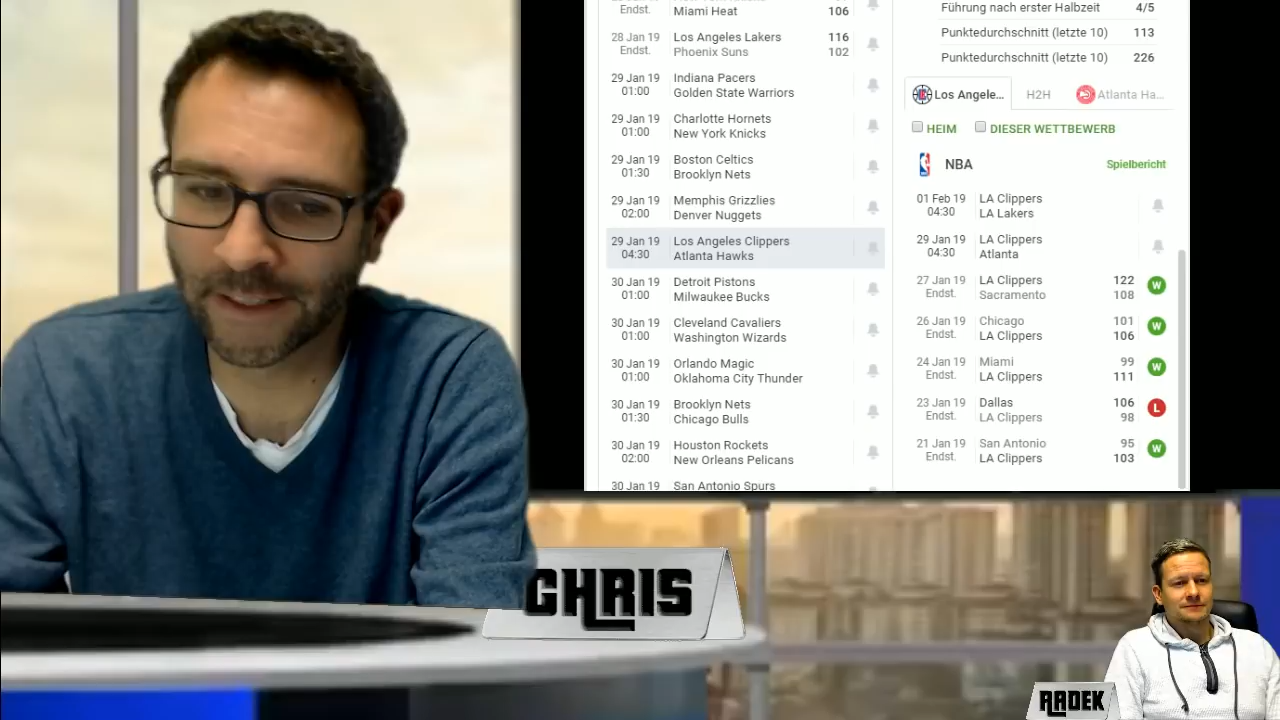 Endst.
Miami Heat 106
28 Jan 19 Los Angeles Lakers 116
Endst. Phoenix Suns 102
29 Jan 19 Indiana Pacers
01:00 Golden State Warriors
29 Jan 19 Charlotte Hornets
01:00 New York Knicks
29 Jan 19 Boston Celtics
01:30 Brooklyn Nets
29 Jan 19 Memphis Grizzlies
02:00 Denver Nuggets
29 Jan 19 Los Angeles Clippers
04:30 Atlanta Hawks
30 Jan 19 Detroit Pistons
01:00 Milwaukee Bucks
30 Jan 19 Cleveland Cavaliers
01:00 Washington Wizards
30 Jan 19 Orlando Magic
01:00 Oklahoma City Thunder
30 Jan 19 Brooklyn Nets
01:30 Chicago Bulls
30 Jan 19 Houston Rockets
02:00 New Orleans Pelicans
30 Jan 19 San Antonio Spurs
Führung nach erster Halbzeit 4/5
Punktedurchschnitt (letzte 10) 113
Punktedurchschnitt (letzte 10) 226
Los Angele... H2H Atlanta Ha...
HEIM DIESER WETTBEWERB
NBA Spielbericht
01 Feb 19 LA Clippers
04:30 LA Lakers
29 Jan 19 LA Clippers
04:30 Atlanta
27 Jan 19 LA Clippers 122 W
Endst. Sacramento 108
26 Jan 19 Chicago 101 W
Endst. LA Clippers 106
24 Jan 19 Miami 99 W
Endst. LA Clippers 111
23 Jan 19 Dallas 106 L
Endst. LA Clippers 98
21 Jan 19 San Antonio 95 W
Endst. LA Clippers 103
CHRIS
RADEK